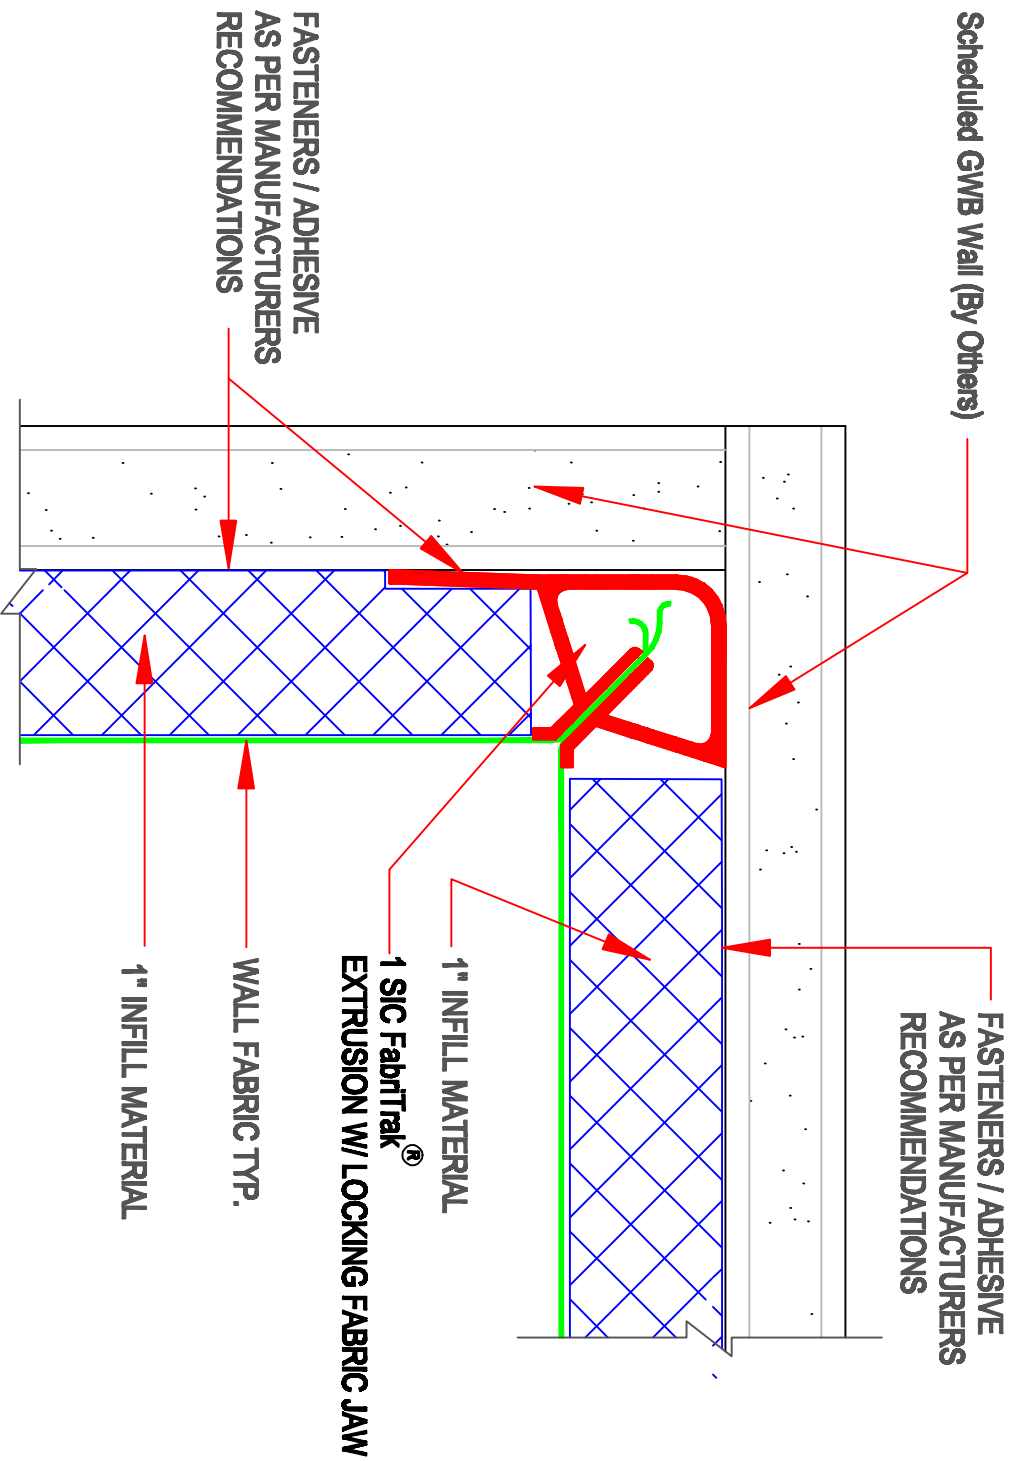 Scheduled GWB Wall (By Others)
FASTENERS / ADHESIVE
AS PER MANUFACTURERS
RECOMMENDATIONS
FASTENERS / ADHESIVE
AS PER MANUFACTURERS
RECOMMENDATIONS
1" INFILL MATERIAL
1 SIC FabriTrak®
EXTRUSION W/ LOCKING FABRIC JAW
WALL FABRIC TYP.
1" INFILL MATERIAL